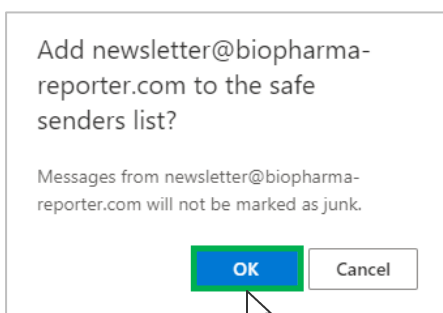 Add newsletter@biopharma-
reporter.com to the safe
senders list?
Messages from newsletter@biopharma-
reporter.com will not be marked as junk.
OK
Cancel